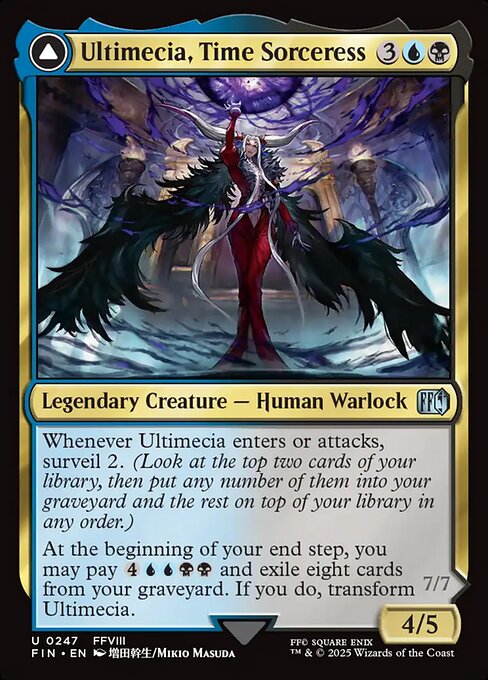 Ultimecia, Time Sorceress 3
Legendary Creature — Human Warlock FF
Whenever Ultimecia enters or attacks,
surveil 2. (Look at the top two cards of your
library, then put any number of them into your
graveyard and the rest on top of your library in
any order.)
At the beginning of your end step, you
may pay 4 and exile eight cards
from your graveyard. If you do, transform
Ultimecia.
7/7
4/5
U 0247 FFVIII
FIN • EN 増田幹生/Mikio Masuda
FF© SQUARE ENIX
™ & © 2025 Wizards of the Coast